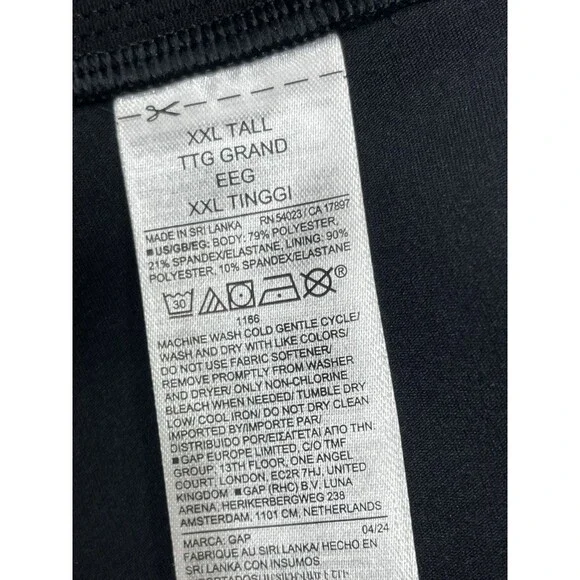 XXL TALL
TTG GRAND
EEG
XXL TINGGI
MADE IN SRI LANKA RN 54023 / CA 17897
■ US/GB/EG: BODY: 79% POLYESTER,
21% SPANDEX/ELASTANE, LINING: 90%
POLYESTER, 10% SPANDEX/ELASTANE
30 ®
1166
MACHINE WASH COLD GENTLE CYCLE/
WASH AND DRY WITH LIKE COLORS/
DO NOT USE FABRIC SOFTENER/
REMOVE PROMPTLY FROM WASHER
AND DRYER/ ONLY NON-CHLORINE
BLEACH WHEN NEEDED/ TUMBLE DRY
LOW/ COOL IRON/ DO NOT DRY CLEAN
IMPORTED BY/IMPORTE PAR/
DISTRIBUIDO POR/ΕΙΣΑΓΕΤΑΙ ΑΠΟ ΤΗΝ:
■ GAP EUROPE LIMITED, C/O TMF
GROUP, 13TH FLOOR, ONE ANGEL
COURT, LONDON, EC2R 7HJ, UNITED
KINGDOM ■ GAP (RHC) B.V. LUNA
ARENA, HERIKERBERGWEG 238
AMSTERDAM, 1101 CM, NETHERLANDS
MARCA: GAP 04/24
FABRIQUE AU SRI LANKA/ HECHO EN
SRI LANKA CON INSUMOS